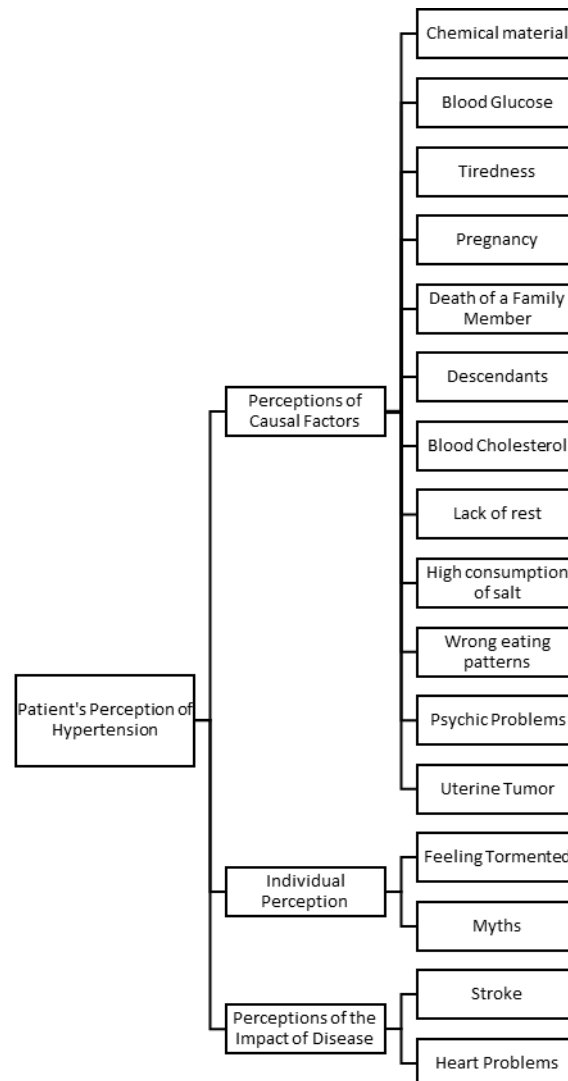 Chemical material
Blood Glucose
Tiredness
Pregnancy
Death of a Family
Member
Descendants
Perceptions of
Causal Factors
Blood Cholesterol
Lack of rest
High consumption
of salt
Wrong eating
patterns
Patient's Perception of
Hypertension
Psychic Problems
Uterine Tumor
Feeling Tormented
Individual
Perception
Myths
Stroke
Perceptions of the
Impact of Disease
Heart Problems